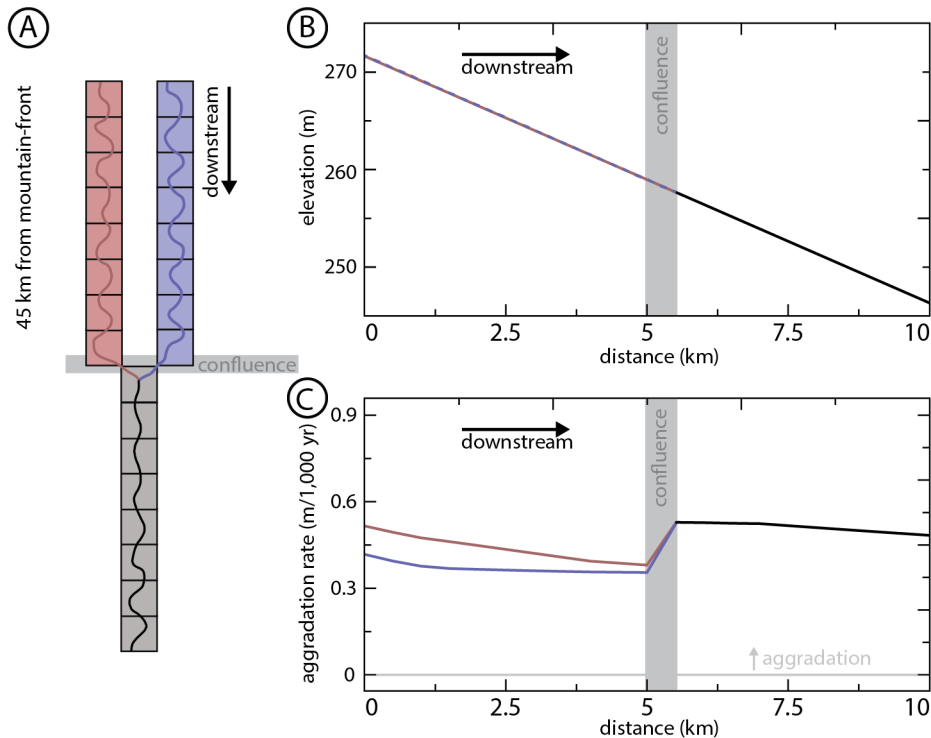 A
45 km from mountain-front
downstream
confluence
B
elevation (m)
270
260
250
downstream
confluence
0
2.5
5
7.5
10
distance (km)
C
aggradation rate (m/1,000 yr)
0.9
0.6
0.3
0
downstream
confluence
aggradation
0
2.5
5
7.5
10
distance (km)